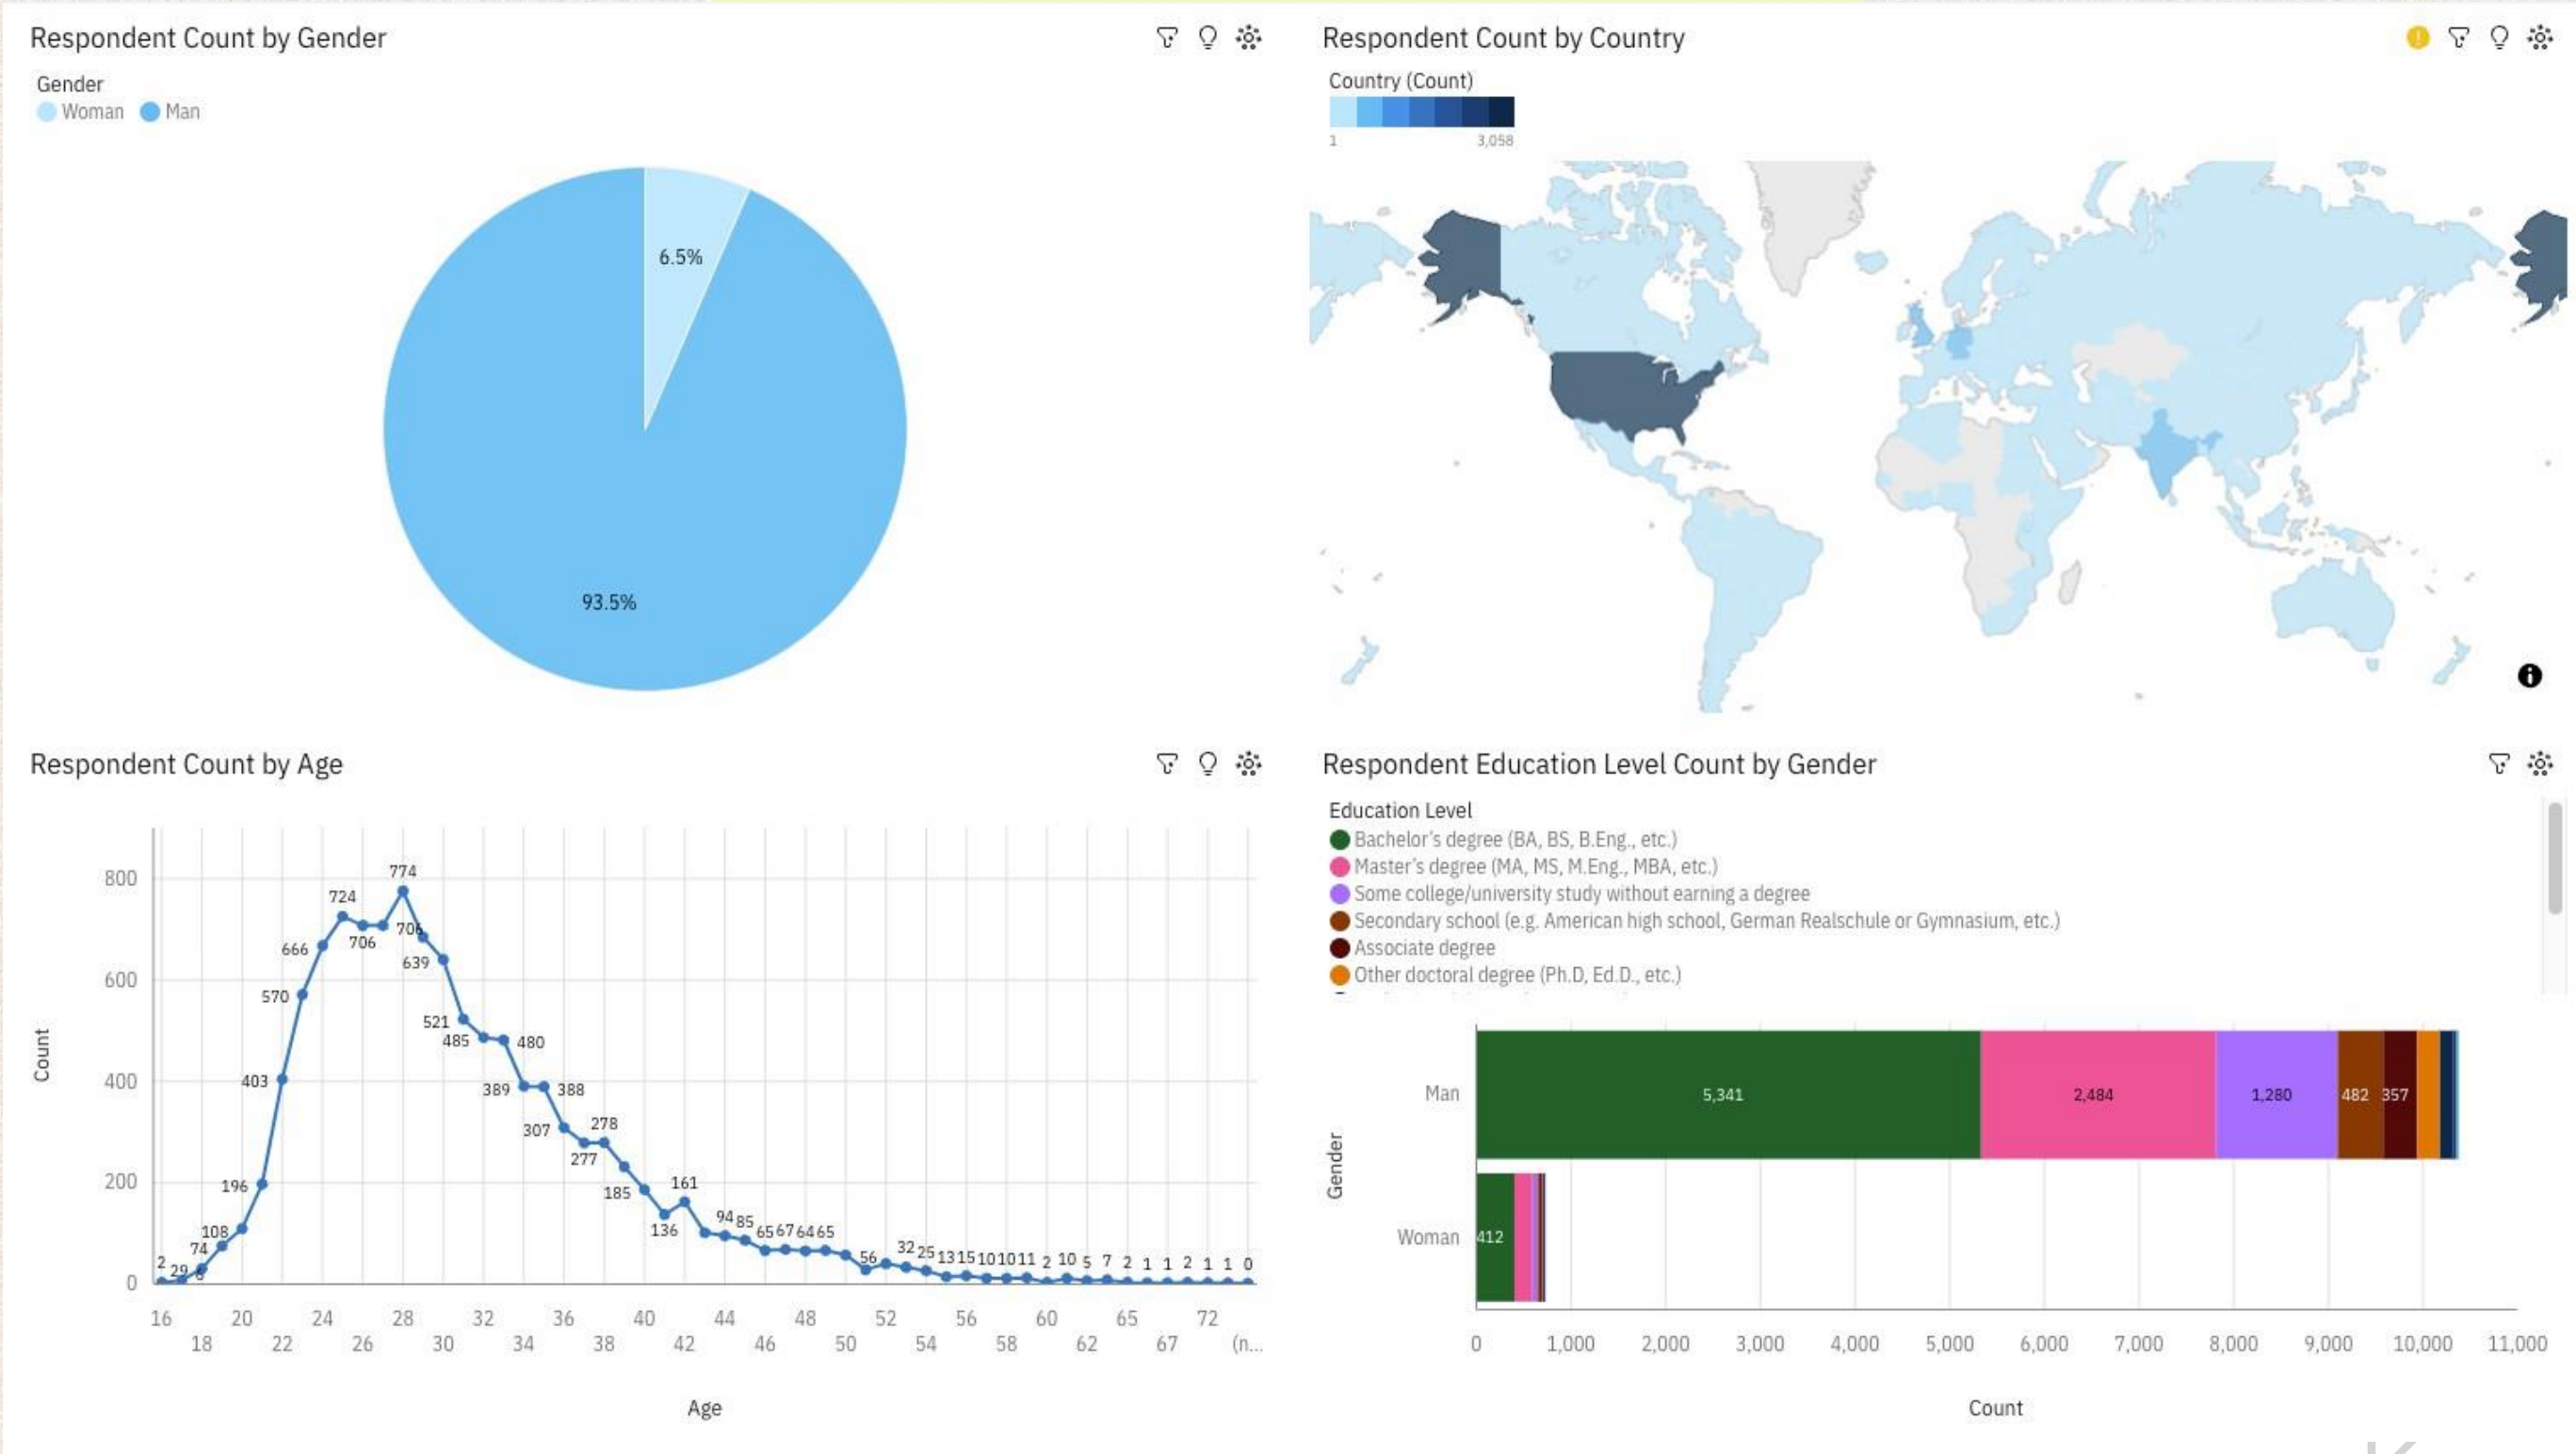 Respondent Count by Gender
Gender
Woman Man
6.5%
93.5%
Respondent Count by Country
Country (Count)
1 3,058
Respondent Count by Age
Count
800
600
400
200
0
2 29 6 74 108 196 403 570 666 724 706 774 706 639 521 485 480 389 388 307 277 278 185 136 161 94 85 65 67 64 65 56 32 25 13 15 10 10 11 2 10 5 7 2 1 1 2 1 1 0
16 20 24 28 32 36 40 44 48 52 56 60 65 72
18 22 26 30 34 38 42 46 50 54 58 62 67 (n...
Age
Respondent Education Level Count by Gender
Education Level
Bachelor's degree (BA, BS, B.Eng., etc.)
Master's degree (MA, MS, M.Eng., MBA, etc.)
Some college/university study without earning a degree
Secondary school (e.g. American high school, German Realschule or Gymnasium, etc.)
Associate degree
Other doctoral degree (Ph.D, Ed.D., etc.)
Gender
Man 5,341 2,484 1,280 482 357
Woman 412
0 1,000 2,000 3,000 4,000 5,000 6,000 7,000 8,000 9,000 10,000 11,000
Count